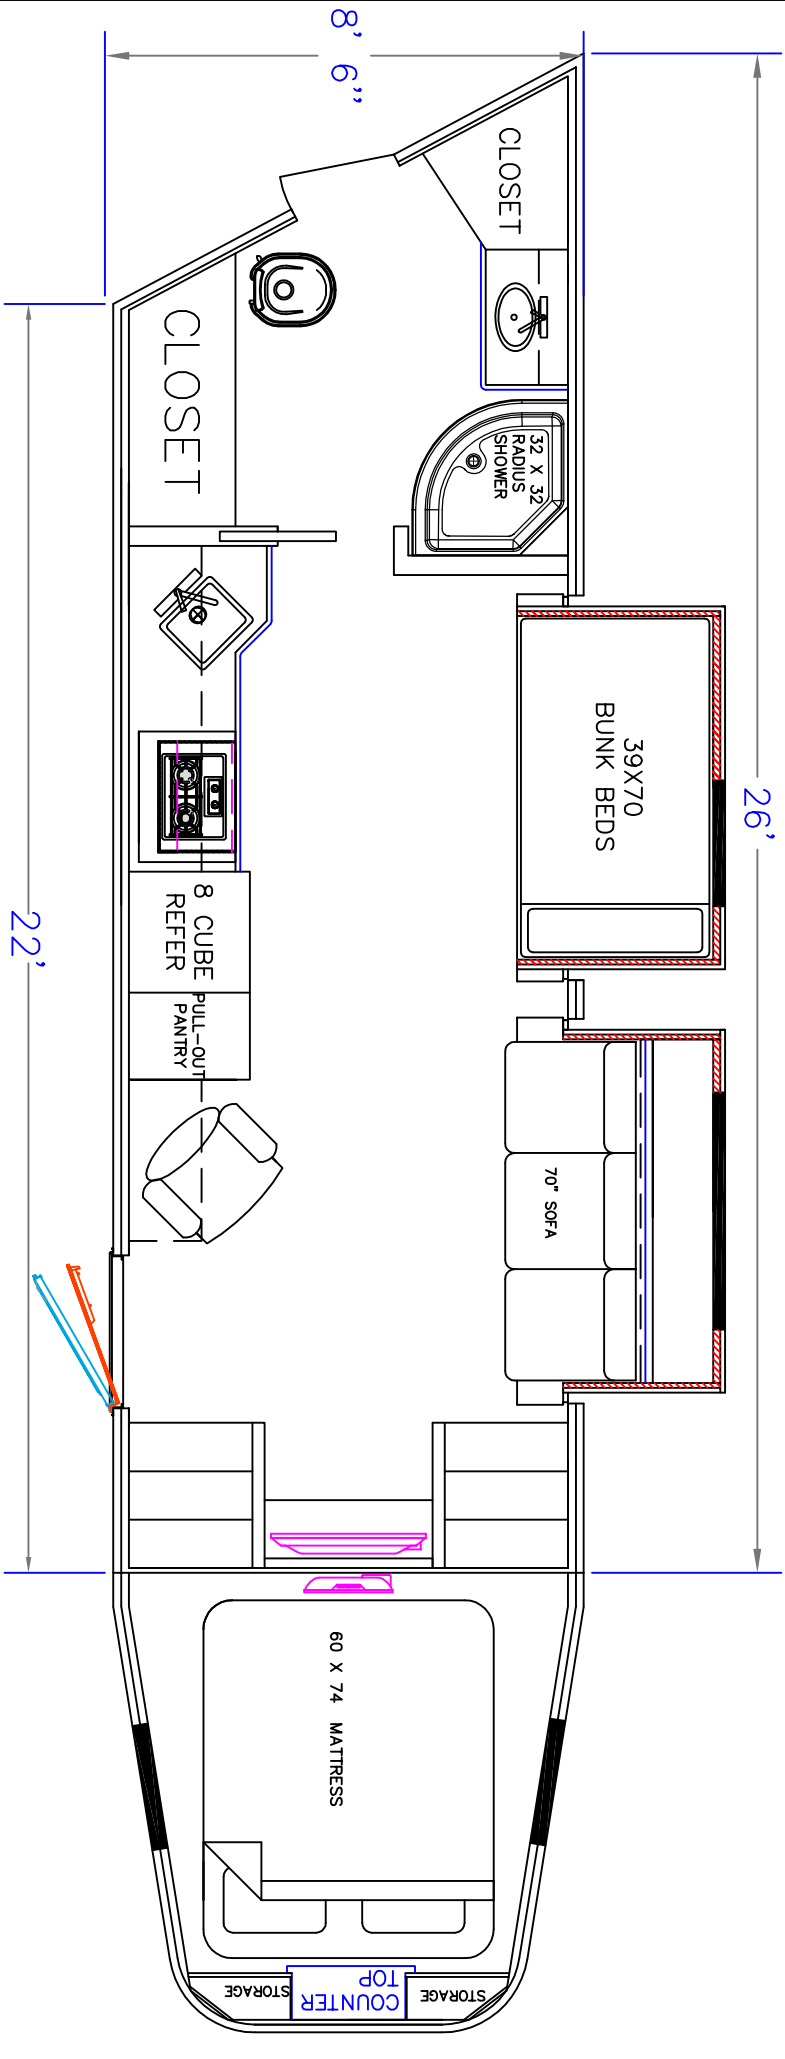 8' 6''
CLOSET
CLOSET
32 X 32
RADIUS
SHOWER
39X70
BUNK BEDS
26'
8 CUBE
REFER
PULL-OUT
PANTRY
22'
70" SOFA
60 X 74 MATTRESS
STORAGE
COUNTER
TOP
STORAGE